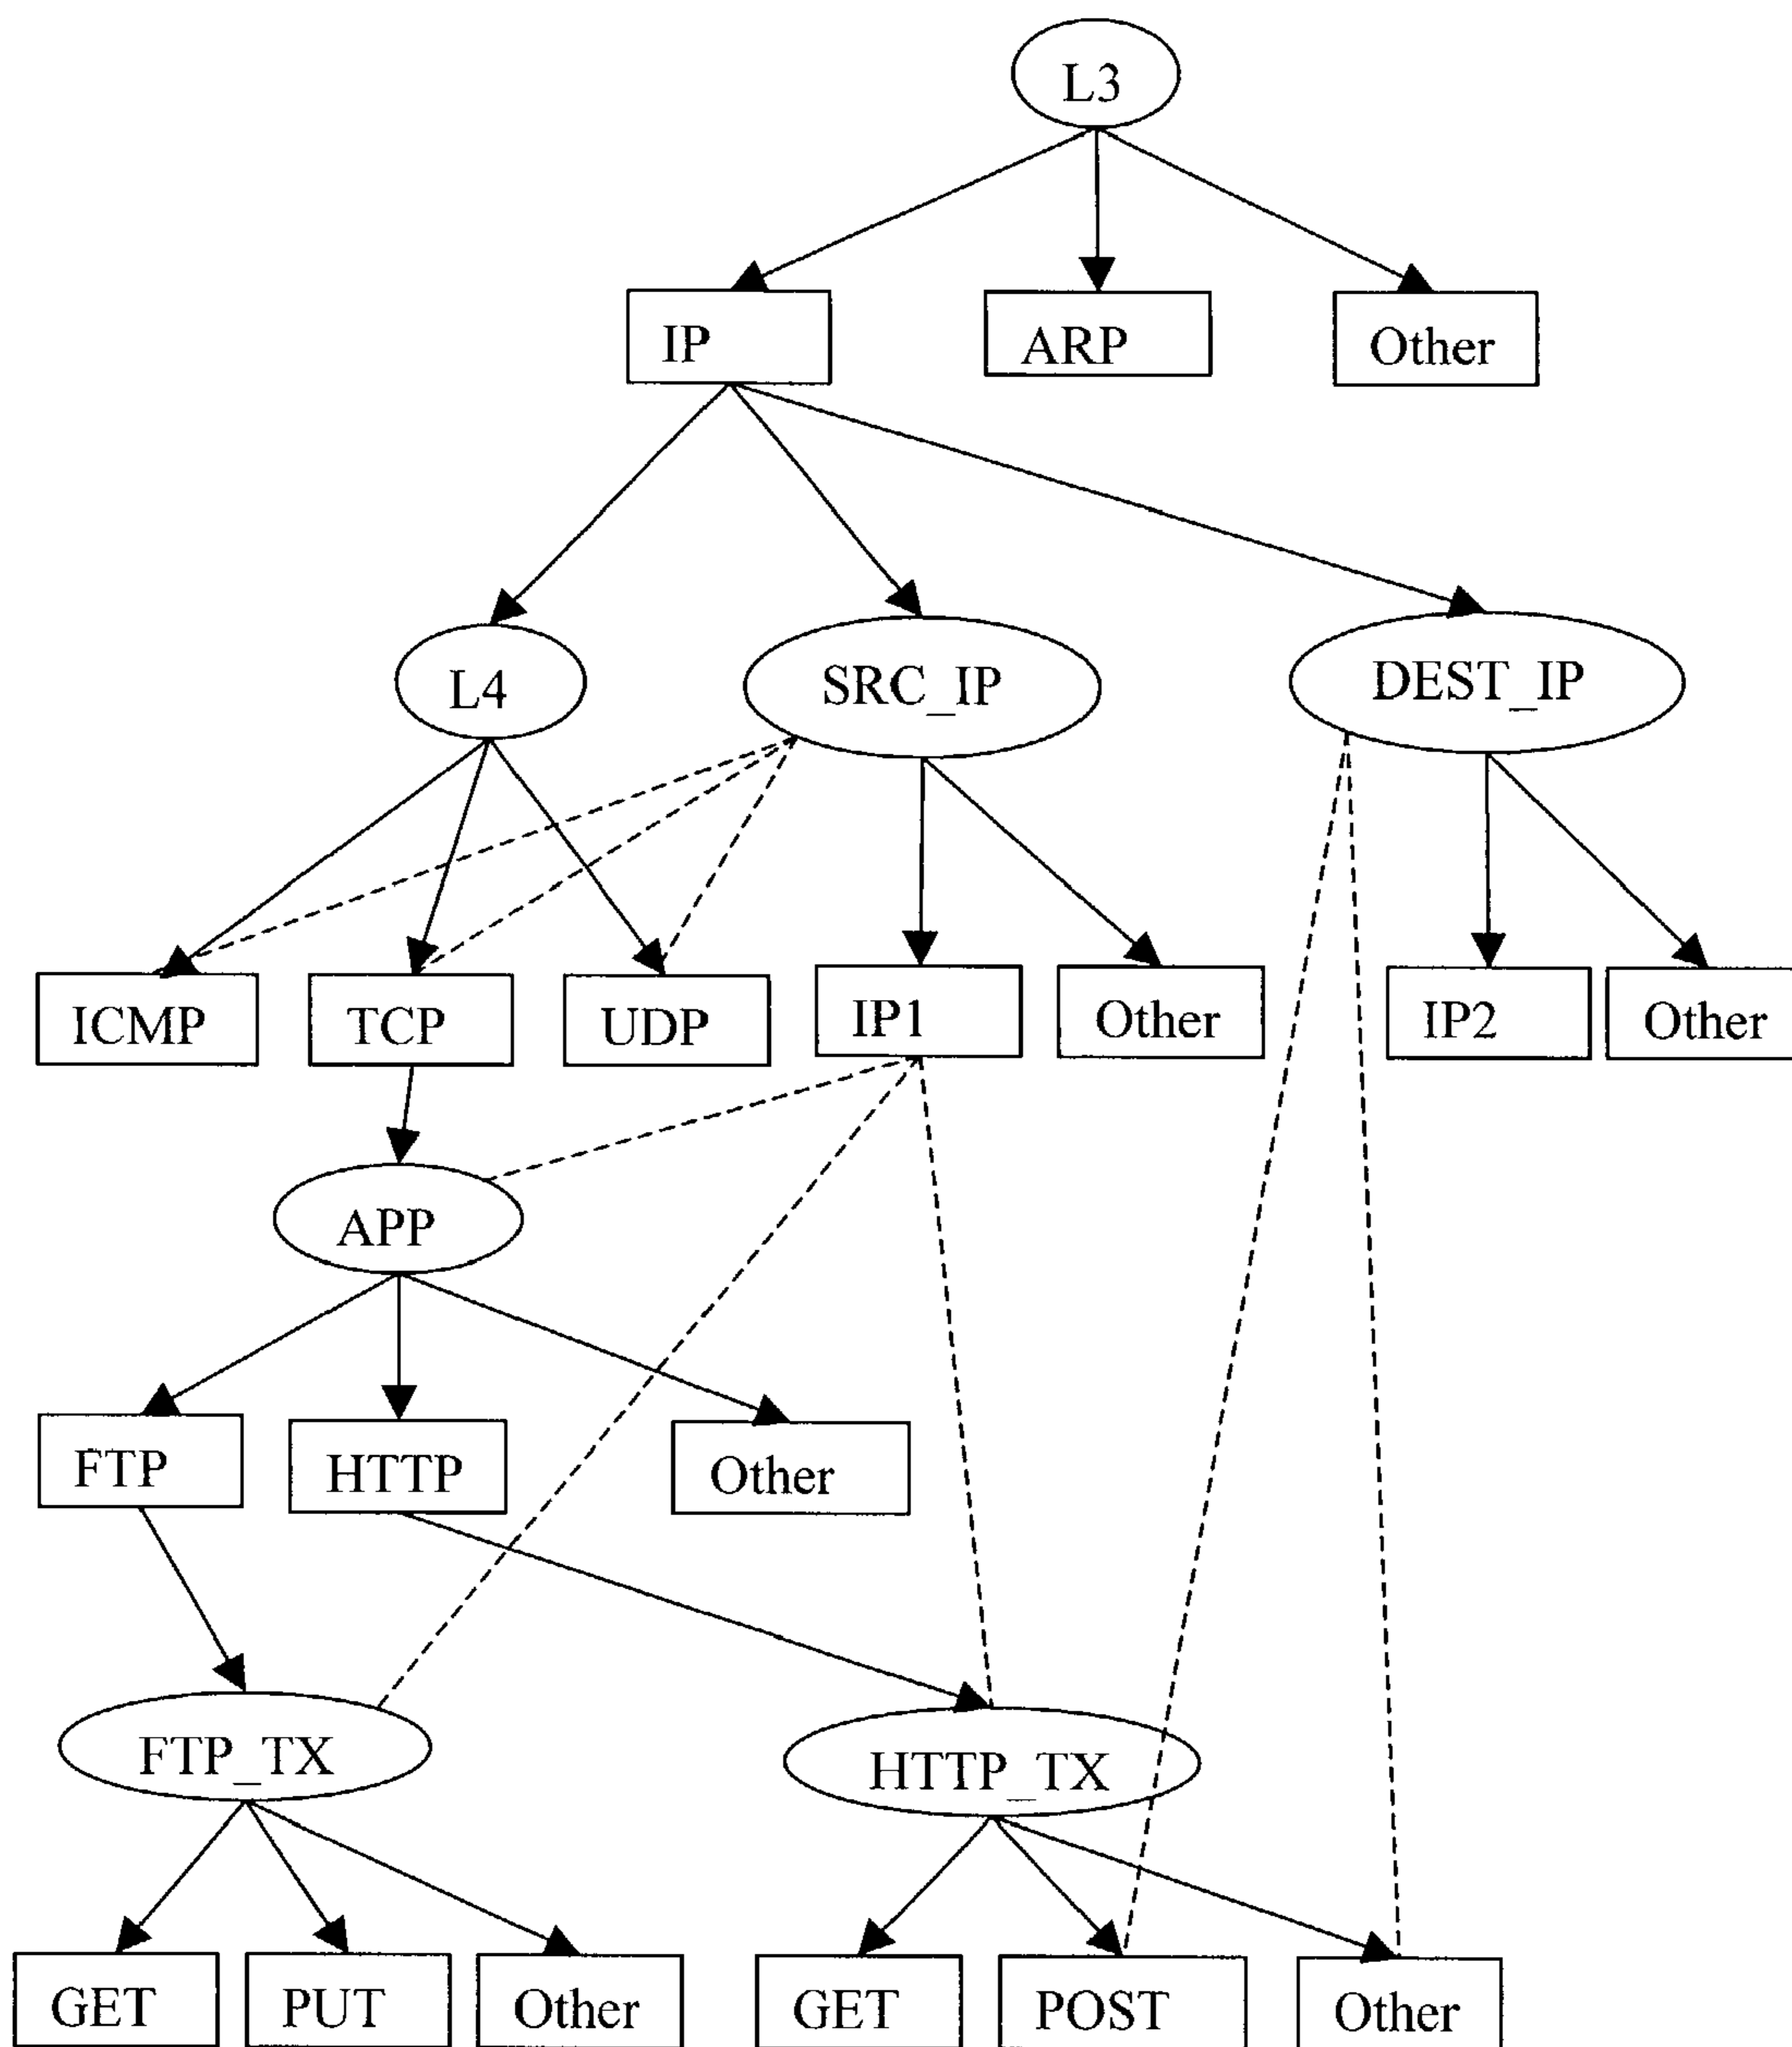 L3
IP
ARP
Other
L4
SRC_IP
DEST_IP
ICMP
TCP
UDP
IP1
Other
IP2
Other
APP
FTP
HTTP
Other
FTP_TX
HTTP_TX
GET
PUT
Other
GET
POST
Other